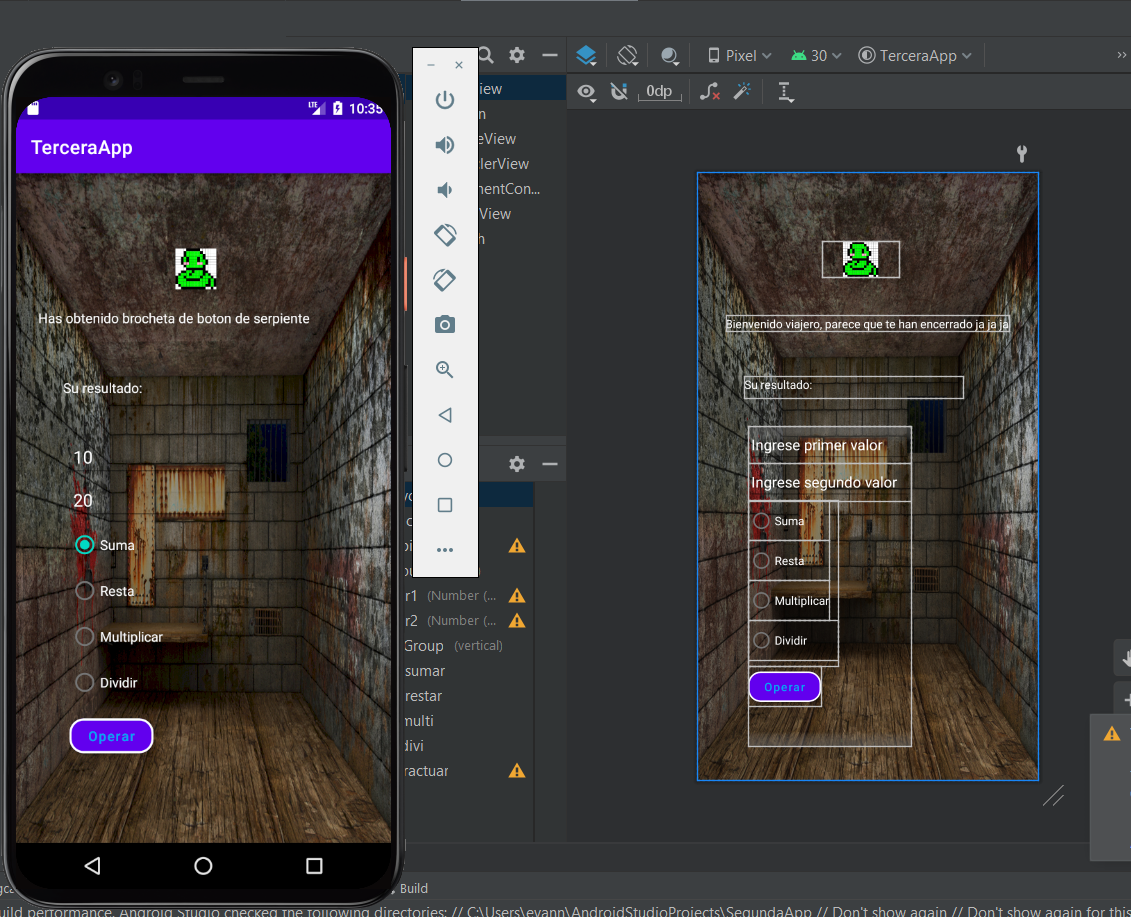 LTE 10:35
TerceraApp
Has obtenido brocheta de boton de serpiente
Su resultado:
10
20
Suma
Resta
Multiplicar
Dividir
Operar
iew
n
eView
lerView
nentCon...
View
h
r1 (Number (...
r2 (Number (...
Group (vertical)
sumar
restar
multi
divi
ractuar
Pixel
30
TerceraApp
0dp
Bienvenido viajero, parece que te han encerrado ja ja ja
Su resultado:
Ingrese primer valor
Ingrese segundo valor
Suma
Resta
Multiplicar
Dividir
Operar
Build
uild performance, Android Studio checked the following directories: // C:\Users\evann\AndroidStudioProjects\SegundaApp // Don't show again // Don't show again for this